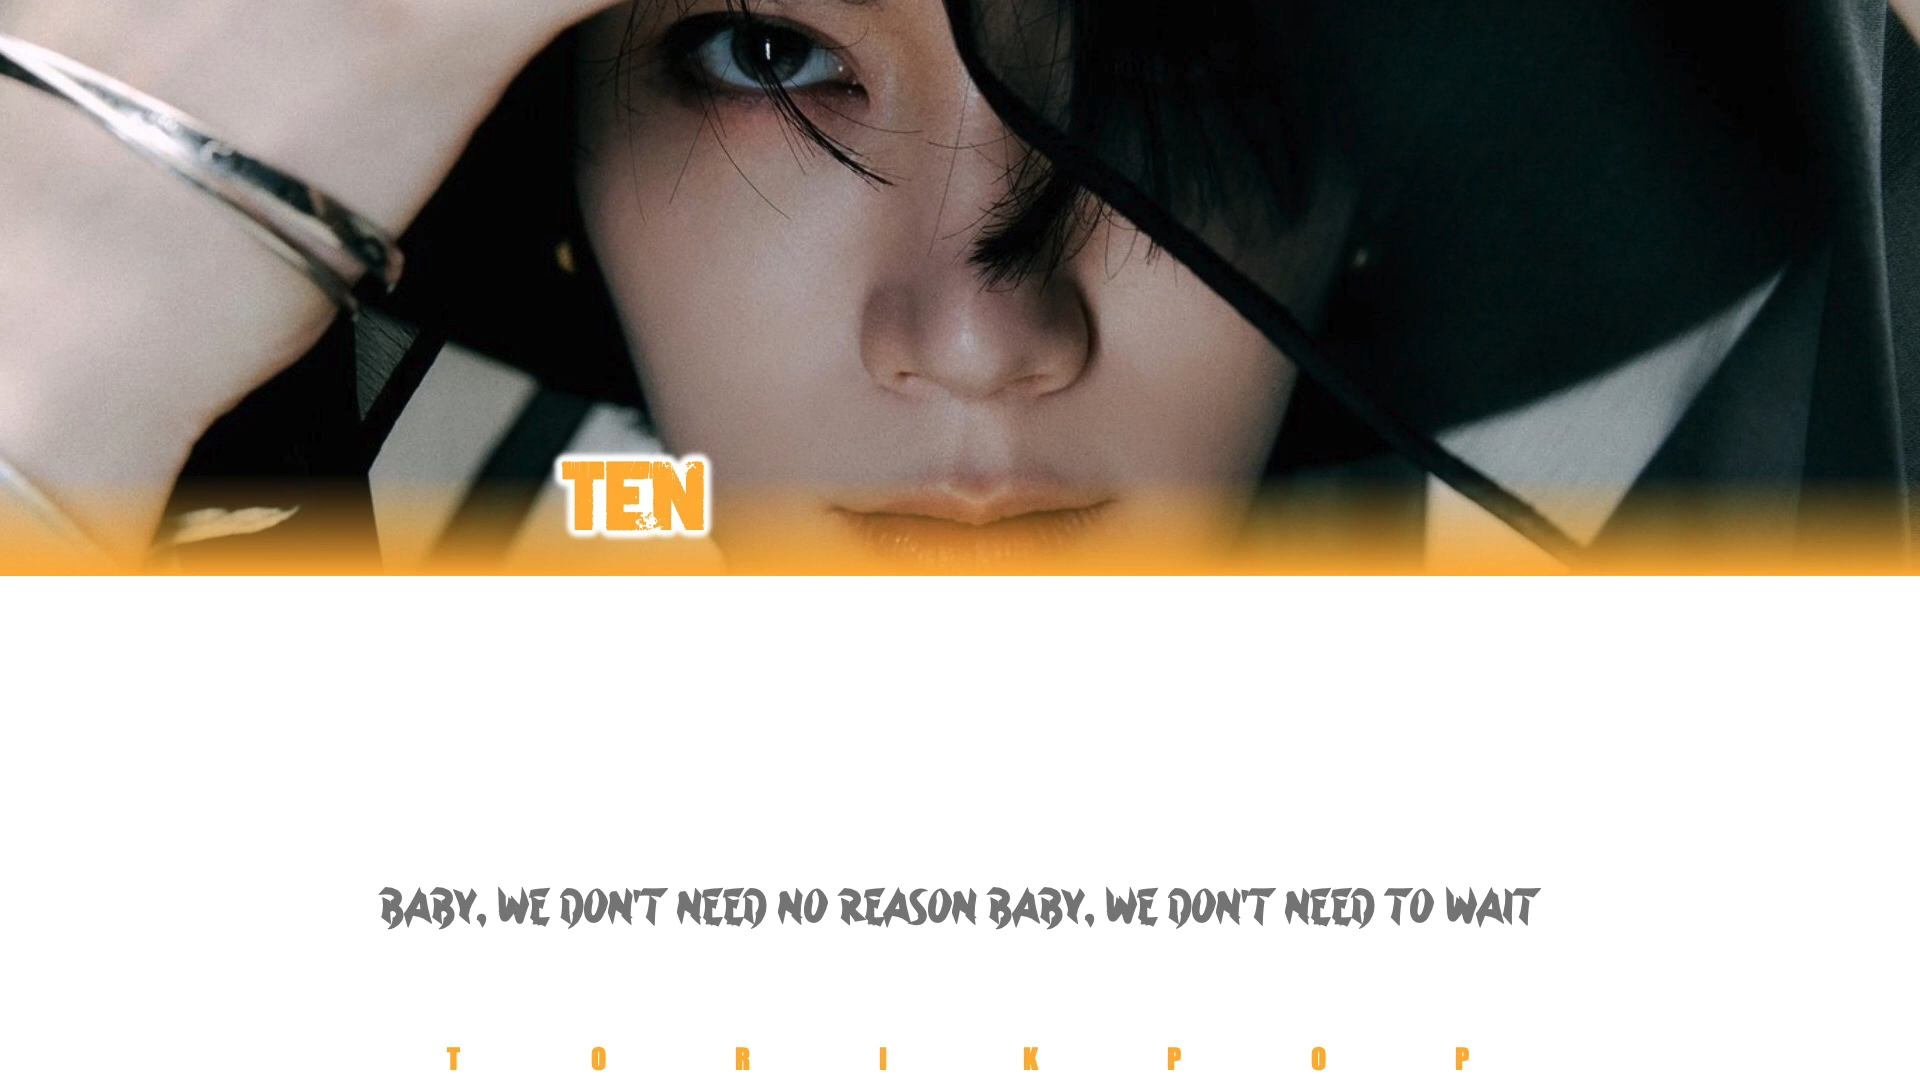 TEN
BABY, WE DON'T NEED NO REASON BABY, WE DON'T NEED TO WAIT
T O R I K P O P